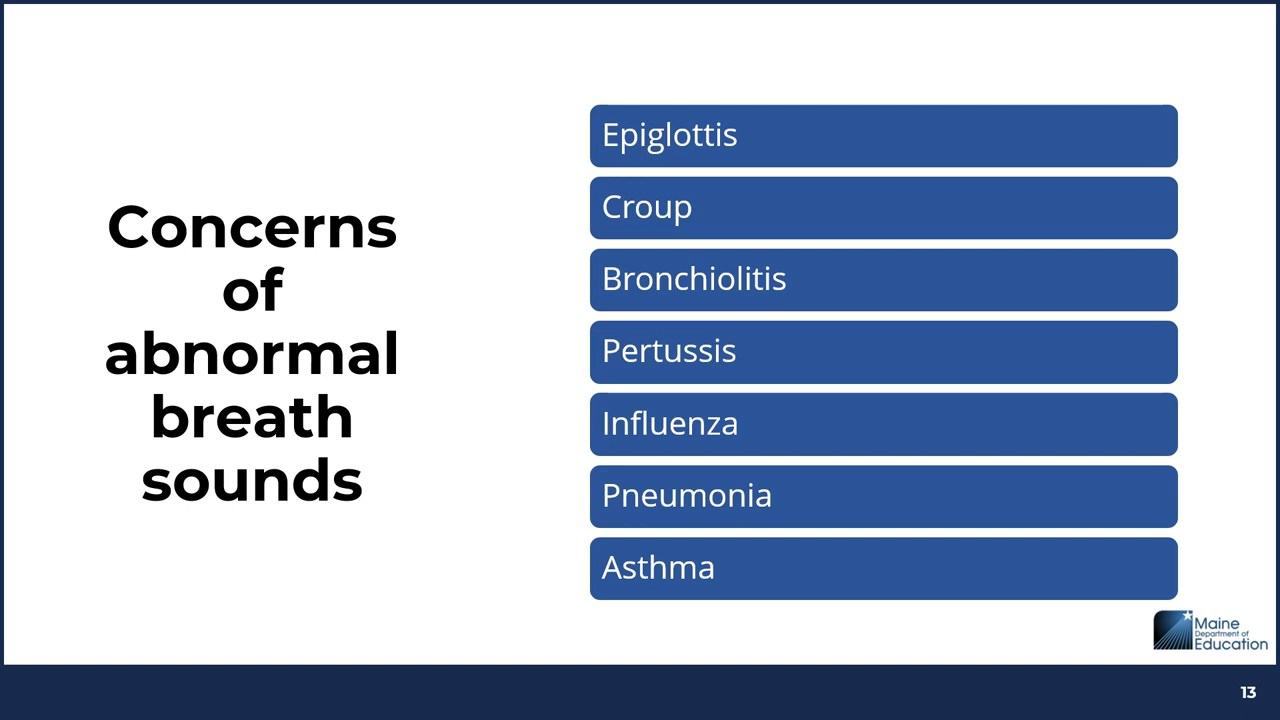 Concerns
of
abnormal
breath
sounds
Epiglottis
Croup
Bronchiolitis
Pertussis
Influenza
Pneumonia
Asthma
Maine
Department of
Education
13